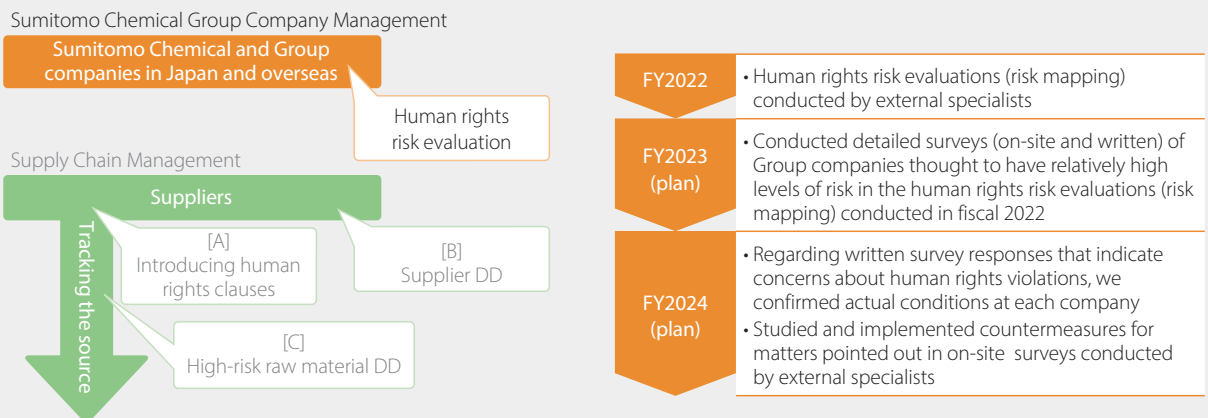 Sumitomo Chemical Group Company Management
Sumitomo Chemical and Group
companies in Japan and overseas
Human rights
risk evaluation
Supply Chain Management
Suppliers
Tracking the source
[A]
Introducing human
rights clauses
[B]
Supplier DD
[C]
High-risk raw material DD
FY2022
• Human rights risk evaluations (risk mapping)
conducted by external specialists
FY2023
(plan)
• Conducted detailed surveys (on-site and written) of
Group companies thought to have relatively high
levels of risk in the human rights risk evaluations (risk
mapping) conducted in fiscal 2022
FY2024
(plan)
• Regarding written survey responses that indicate
concerns about human rights violations, we
confirmed actual conditions at each company
• Studied and implemented countermeasures for
matters pointed out in on-site surveys conducted
by external specialists